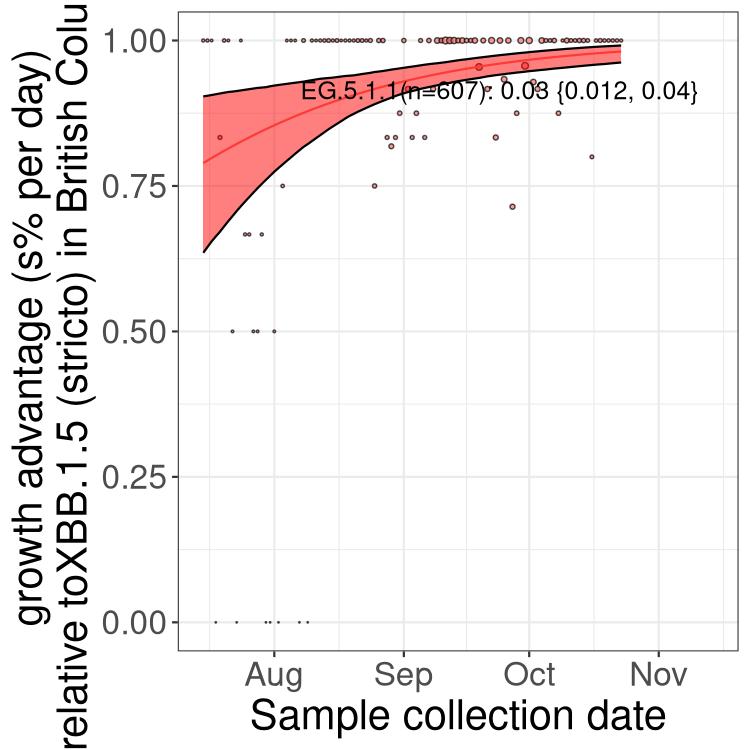 growth advantage (s% per day)
relative toXBB.1.5 (stricto) in British Colu
1.00
0.75
0.50
0.25
0.00
EG.5.1.1(n=607): 0.03 {0.012, 0.04}
Aug Sep Oct Nov
Sample collection date